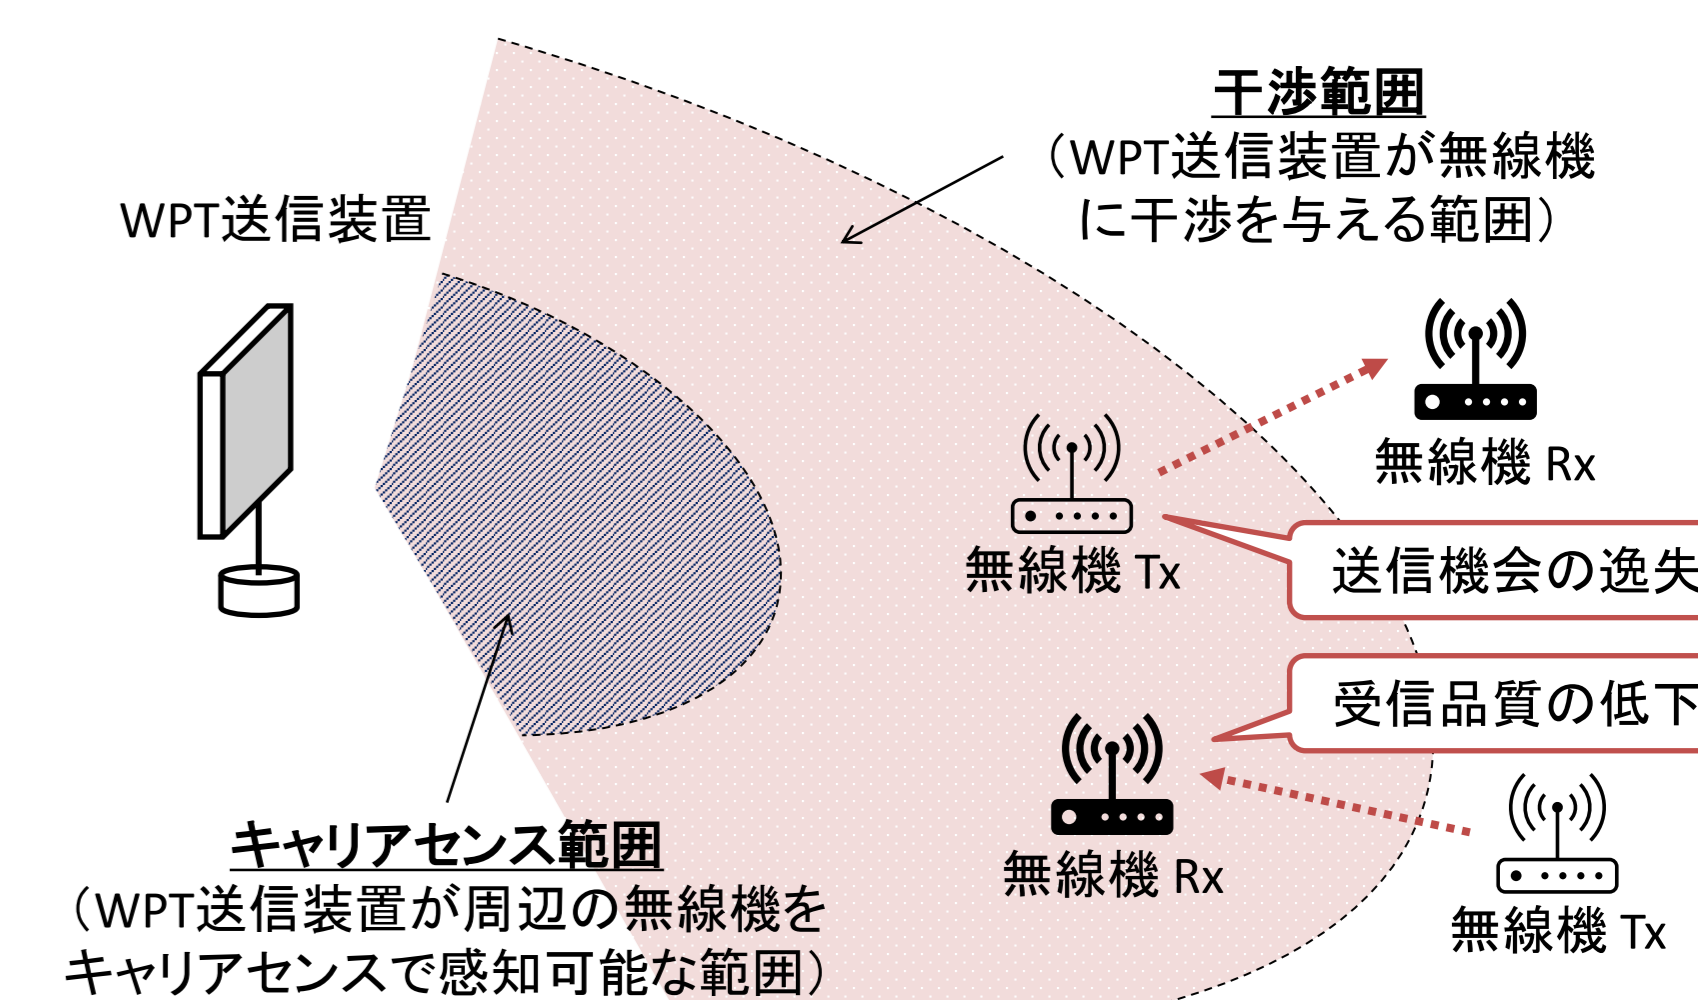 干渉範囲
（WPT送信装置が無線機
に干渉を与える範囲）
WPT送信装置
無線機 Rx
無線機 Tx
送信機会の逸失
受信品質の低下
無線機 Rx
無線機 Tx
キャリアセンス範囲
（WPT送信装置が周辺の無線機を
キャリアセンスで感知可能な範囲）